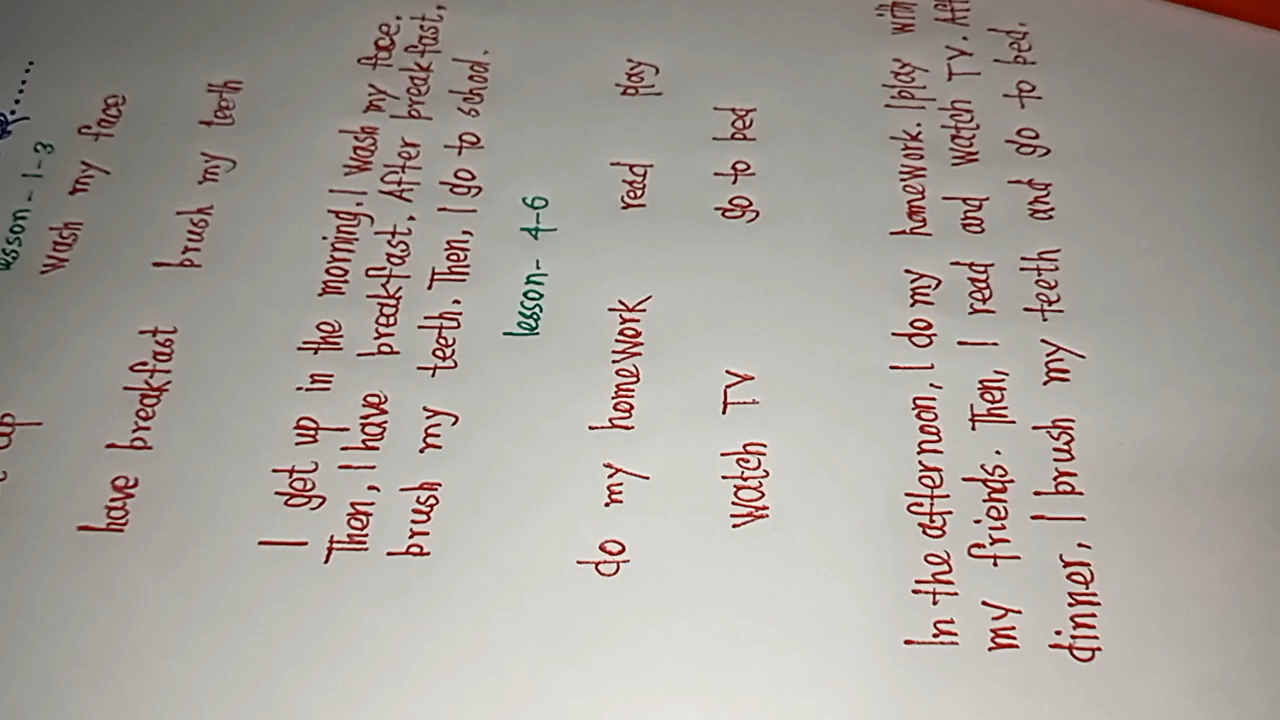 lesson - 1-3
up wash my face
have breakfast brush my teeth
I get up in the morning. I wash my face.
Then, I have breakfast. After breakfast,
brush my teeth. Then, I go to school.
lesson - 4-6
do my homework read play
watch TV go to bed
In the afternoon, I do my homework. I play with
my friends. Then, I read and watch TV.
dinner, I brush my teeth and go to bed.